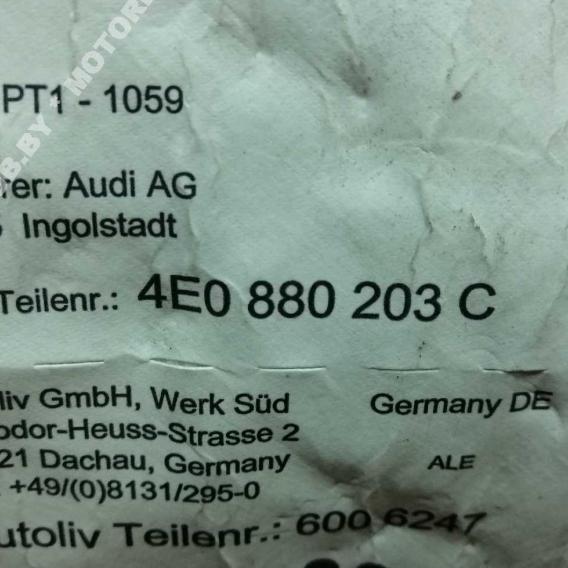 PT1 - 1059
rer: Audi AG
Ingolstadt
Teilenr.: 4E0 880 203 C
liv GmbH, Werk Süd Germany DE
odor-Heuss-Strasse 2
21 Dachau, Germany ALE
+49/(0)8131/295-0
utoliv Teilenr.: 600 6247